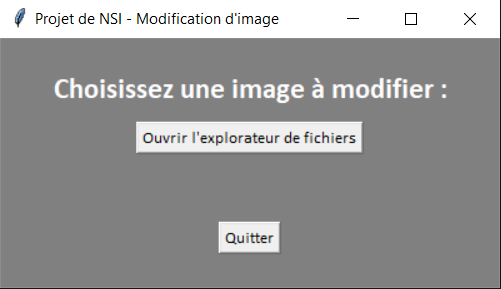 Projet de NSI - Modification d'image
Choisissez une image à modifier :
Ouvrir l'explorateur de fichiers
Quitter